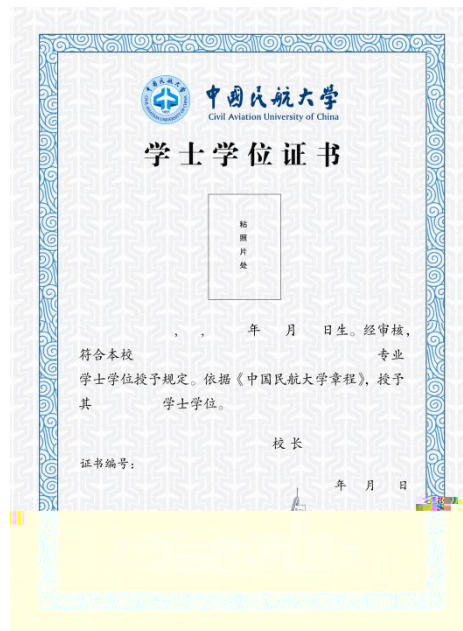 中国民航大学
Civil Aviation University of China
学士学位证书
粘
照
片
处
, , 年 月 日生。经审核,
符合本校 专业
学士学位授予规定。依据《中国民航大学章程》,授予
其 学士学位。
校长
证书编号:
年 月 日